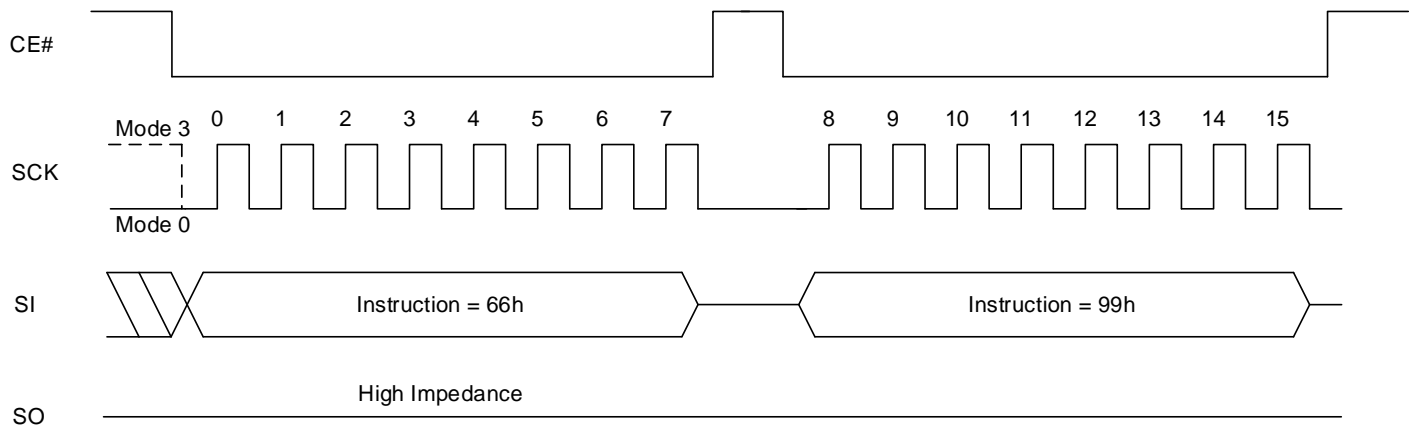 CE#
0 1 2 3 4 5 6 7 8 9 10 11 12 13 14 15
Mode 3
SCK
Mode 0
SI
Instruction = 66h
Instruction = 99h
High Impedance
SO